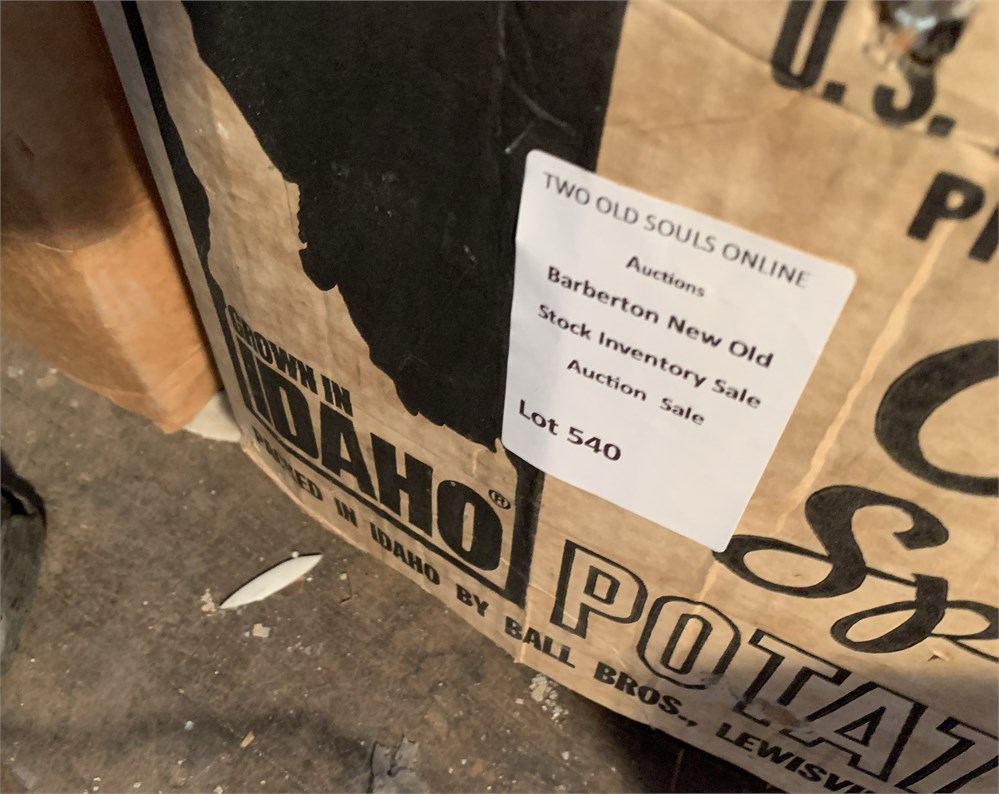 U.S.
TWO OLD SOULS ONLINE
Auctions
Barberton New Old
Stock Inventory Sale
Auction Sale
Lot 540
GROWN IN
IDAHO®
PACKED IN IDAHO BY BALL BROS., LEWISVI
POTAT